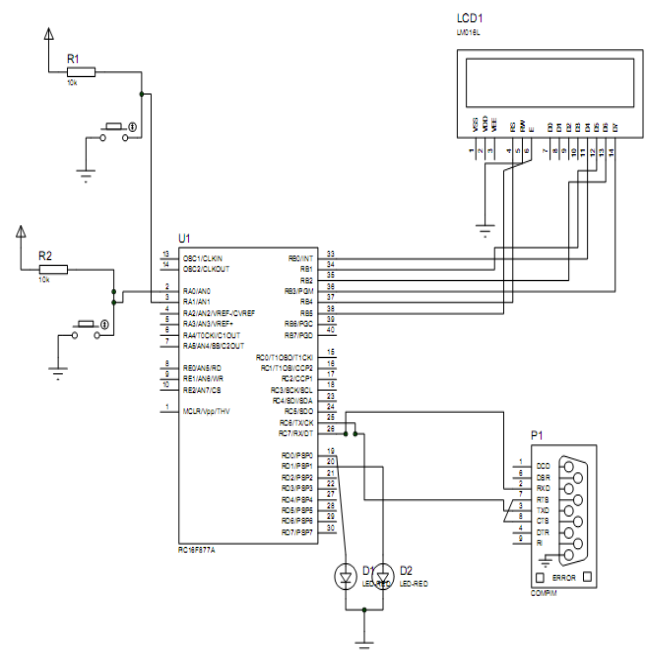 LCD1
LM016L
VSS VDD VEE RS RW E D0 D1 D2 D3 D4 D5 D6 D7
1 2 3 4 5 6 7 8 9 10 11 12 13 14
R1
10k
R2
10k
U1
13 OSC1/CLKIN RB0/INT 33
14 OSC2/CLKOUT RB1 34
RB2 35
2 RA0/AN0 RB3/PGM 36
3 RA1/AN1 RB4 37
4 RA2/AN2/VREF-/CVREF RB5 38
5 RA3/AN3/VREF+ RB6/PGC 39
6 RA4/T0CKI/C1OUT RB7/PGD 40
7 RA5/AN4/SS/C2OUT
RC0/T1OSO/T1CKI 15
8 RE0/AN5/RD RC1/T1OSI/CCP2 16
9 RE1/AN6/WR RC2/CCP1 17
10 RE2/AN7/CS RC3/SCK/SCL 18
RC4/SDI/SDA 23
1 MCLR/Vpp/THV RC5/SDO 24
RC6/TX/CK 25
RC7/RX/DT 26
RD0/PSP0 19
RD1/PSP1 20
RD2/PSP2 21
RD3/PSP3 22
RD4/PSP4 27
RD5/PSP5 28
RD6/PSP6 29
RD7/PSP7 30
PIC16F877A
P1
1 DCD
6 DSR
2 RXD
7 RTS
3 TXD
8 CTS
4 DTR
9 RI
ERROR
COMPIM
D1
LED-RED
D2
LED-RED